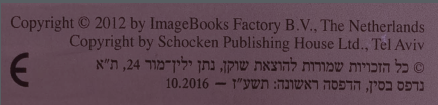 Copyright © 2012 by ImageBooks Factory B.V., The Netherlands
Copyright by Schocken Publishing House Ltd., Tel Aviv
© כל הזכויות שמורות להוצאת שוקן, נתן ילין־מור 24, ת"א
נדפס בסין, הדפסה ראשונה: תשע"ז — 10.2016